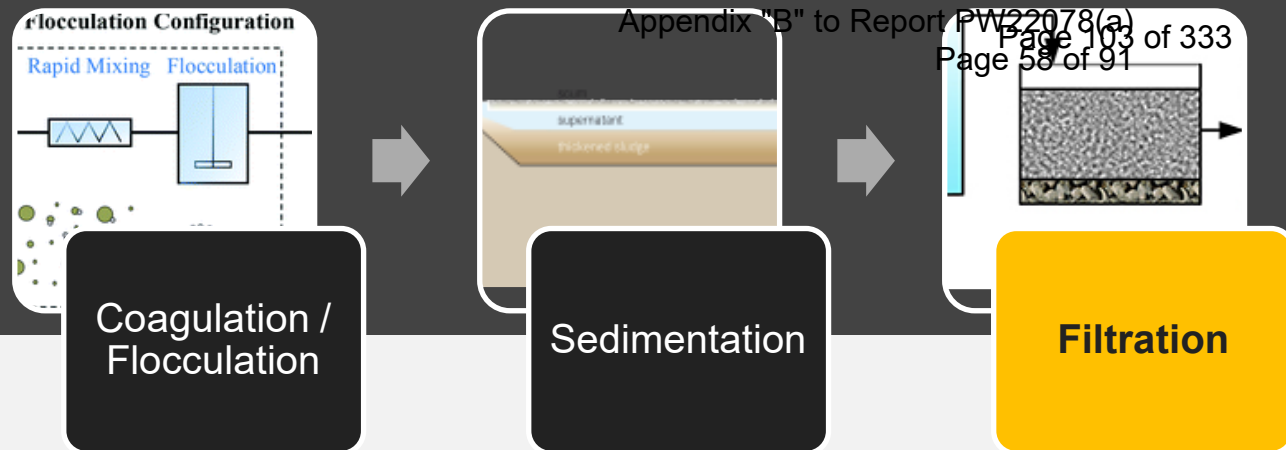 Appendix "B" to Report PW22078(a)
Page 103 of 333
Page 58 of 91
Flocculation Configuration
Rapid Mixing Flocculation
scum
supernatant
thickened sludge
Coagulation /
Flocculation
Sedimentation
Filtration